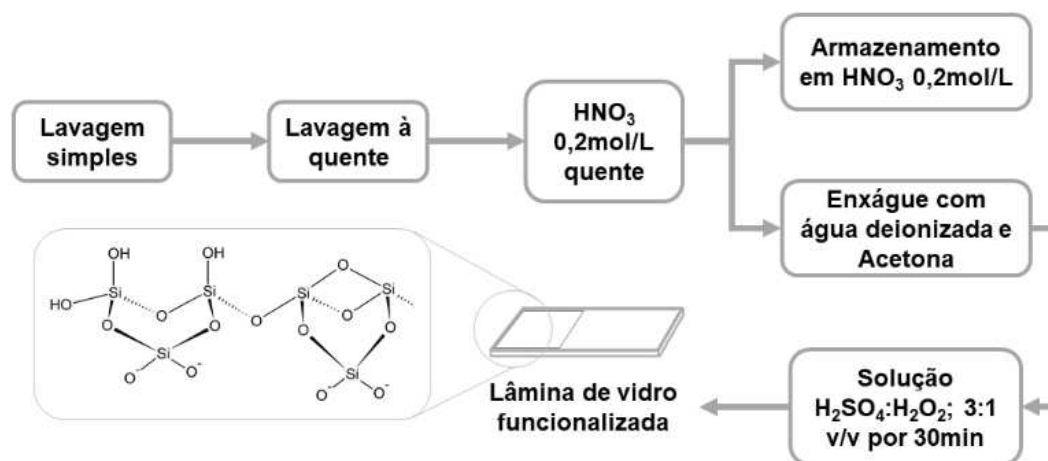 Lavagem
simples
Lavagem à
quente
HNO₃
0,2mol/L
quente
Armazenamento
em HNO₃ 0,2mol/L
Enxágue com
água deionizada e
Acetona
Solução
H₂SO₄:H₂O₂; 3:1
v/v por 30min
Lâmina de vidro
funcionalizada
OH OH
O
HO Si Si Si Si
O O O
O O O O
Si Si
O⁻ O⁻ O⁻ O⁻